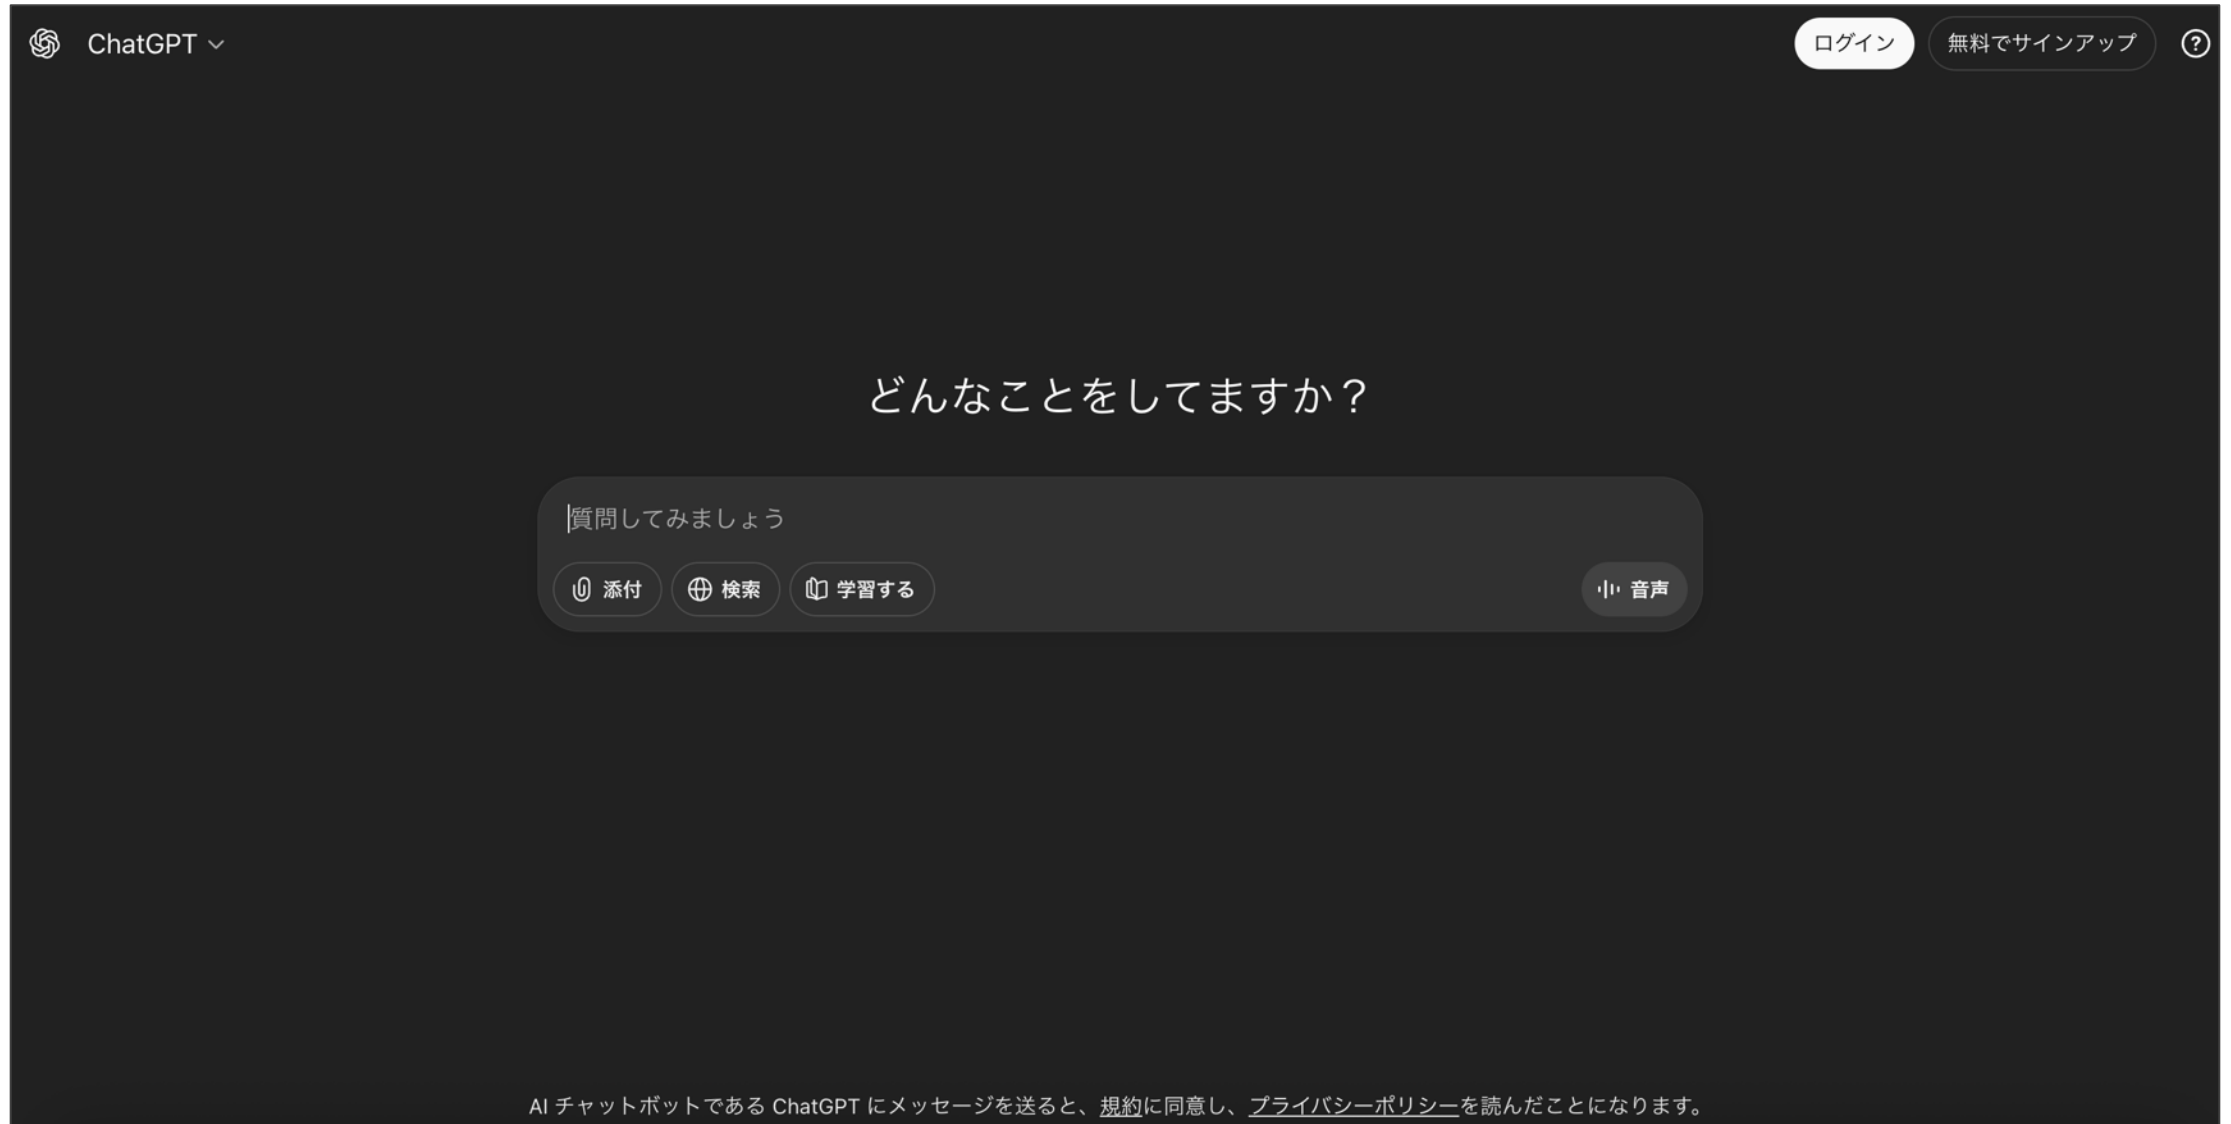 ChatGPT
ログイン
無料でサインアップ
どんなことをしてますか？
質問してみましょう
添付
検索
学習する
音声
AI チャットボットである ChatGPT にメッセージを送ると、規約に同意し、プライバシーポリシーを読んだことになります。